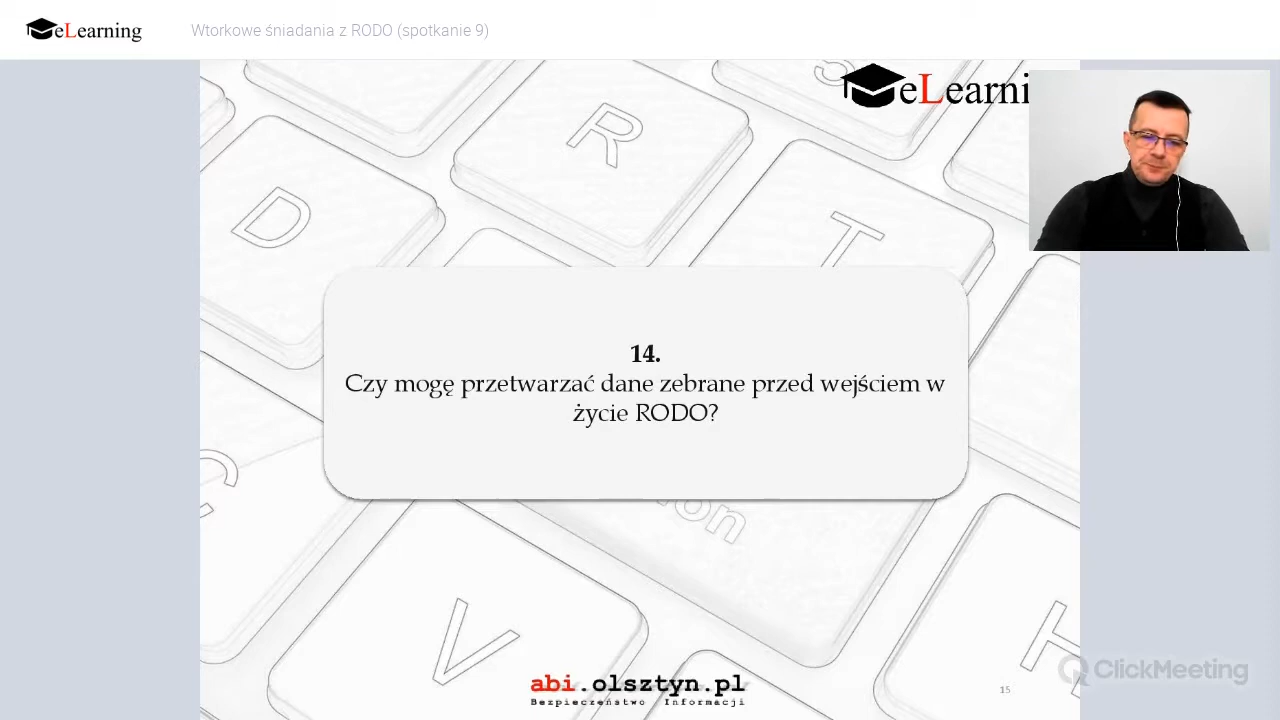 eLearning
Wtorkowe śniadania z RODO (spotkanie 9)
eLearni
R
S
D
T
14.
Czy mogę przetwarzać dane zebrane przed wejściem w
życie RODO?
C
on
V
H
abi.olsztyn.pl
Bezpieczeństwo Informacji
15
ClickMeeting